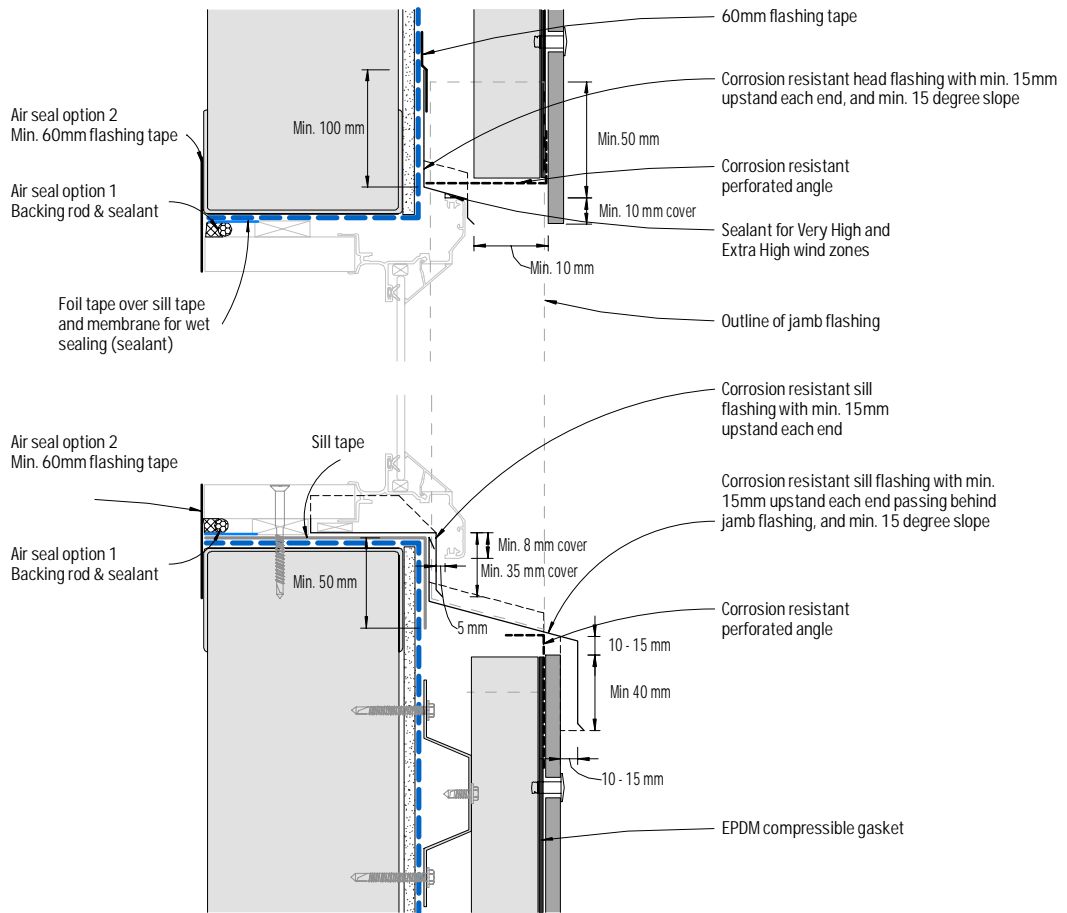 60mm flashing tape
Corrosion resistant head flashing with min. 15mm
upstand each end, and min. 15 degree slope
Air seal option 2
Min. 60mm flashing tape
Min. 100 mm
Min.50 mm
Corrosion resistant
perforated angle
Air seal option 1
Backing rod & sealant
Min. 10 mm cover
Sealant for Very High and
Extra High wind zones
Min. 10 mm
Foil tape over sill tape
and membrane for wet
sealing (sealant)
Outline of jamb flashing
Corrosion resistant sill
flashing with min. 15mm
upstand each end
Air seal option 2
Min. 60mm flashing tape
Sill tape
Corrosion resistant sill flashing with min.
15mm upstand each end passing behind
jamb flashing, and min. 15 degree slope
Air seal option 1
Backing rod & sealant
Min. 8 mm cover
Min. 35 mm cover
Min. 50 mm
5 mm
Corrosion resistant
perforated angle
10 - 15 mm
Min 40 mm
10 - 15 mm
EPDM compressible gasket